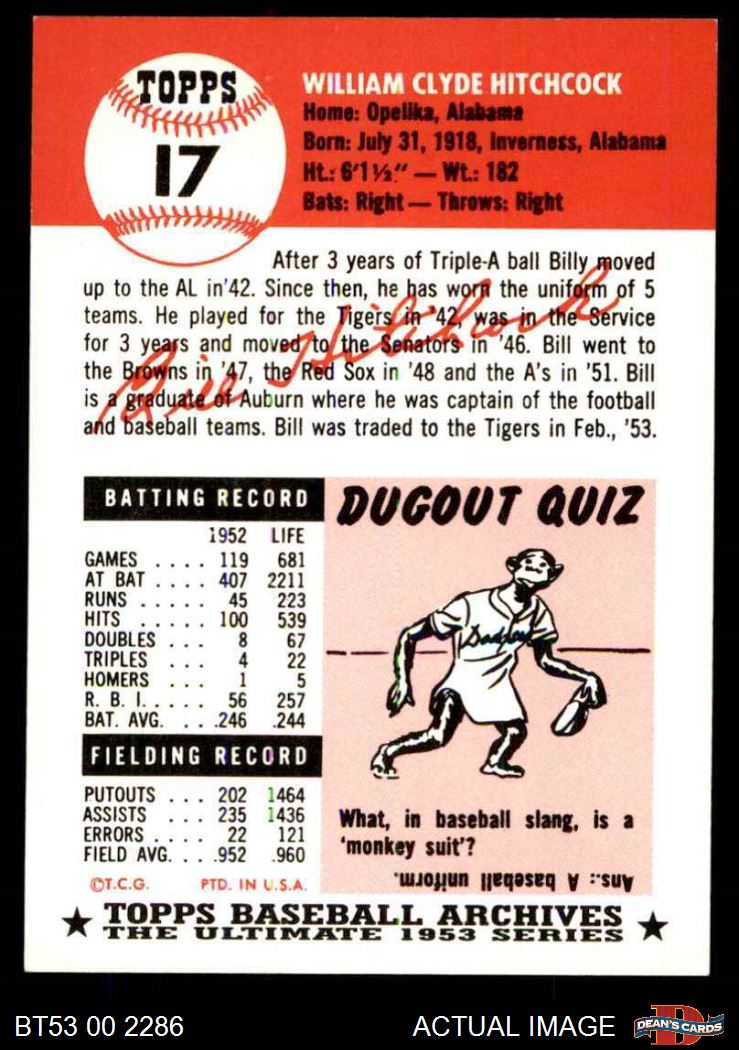 TOPPS
17
WILLIAM CLYDE HITCHCOCK
Home: Opelika, Alabama
Born: July 31, 1918, Inverness, Alabama
Ht.: 6'1½" — Wt.: 182
Bats: Right — Throws: Right
After 3 years of Triple-A ball Billy moved
up to the AL in '42. Since then, he has worn the uniform of 5
teams. He played for the Tigers in '42, was in the Service
for 3 years and moved to the Senators in '46. Bill went to
the Browns in '47, the Red Sox in '48 and the A's in '51. Bill
is a graduate of Auburn where he was captain of the football
and baseball teams. Bill was traded to the Tigers in Feb., '53.
Bill Hitchcock
BATTING RECORD
1952 LIFE
GAMES .... 119 681
AT BAT .... 407 2211
RUNS ..... 45 223
HITS ..... 100 539
DOUBLES ... 8 67
TRIPLES ... 4 22
HOMERS ... 1 5
R. B. I. .... 56 257
BAT. AVG. .. .246 .244
FIELDING RECORD
PUTOUTS ... 202 1464
ASSISTS ... 235 1436
ERRORS ... 22 121
FIELD AVG. .. .952 .960
©T.C.G. PTD. IN U.S.A.
DUGOUT QUIZ
Dodgers
What, in baseball slang, is a
'monkey suit'?
Ans.: A baseball uniform.
TOPPS BASEBALL ARCHIVES
THE ULTIMATE 1953 SERIES
BT53 00 2286
ACTUAL IMAGE
D
DEAN'S CARDS